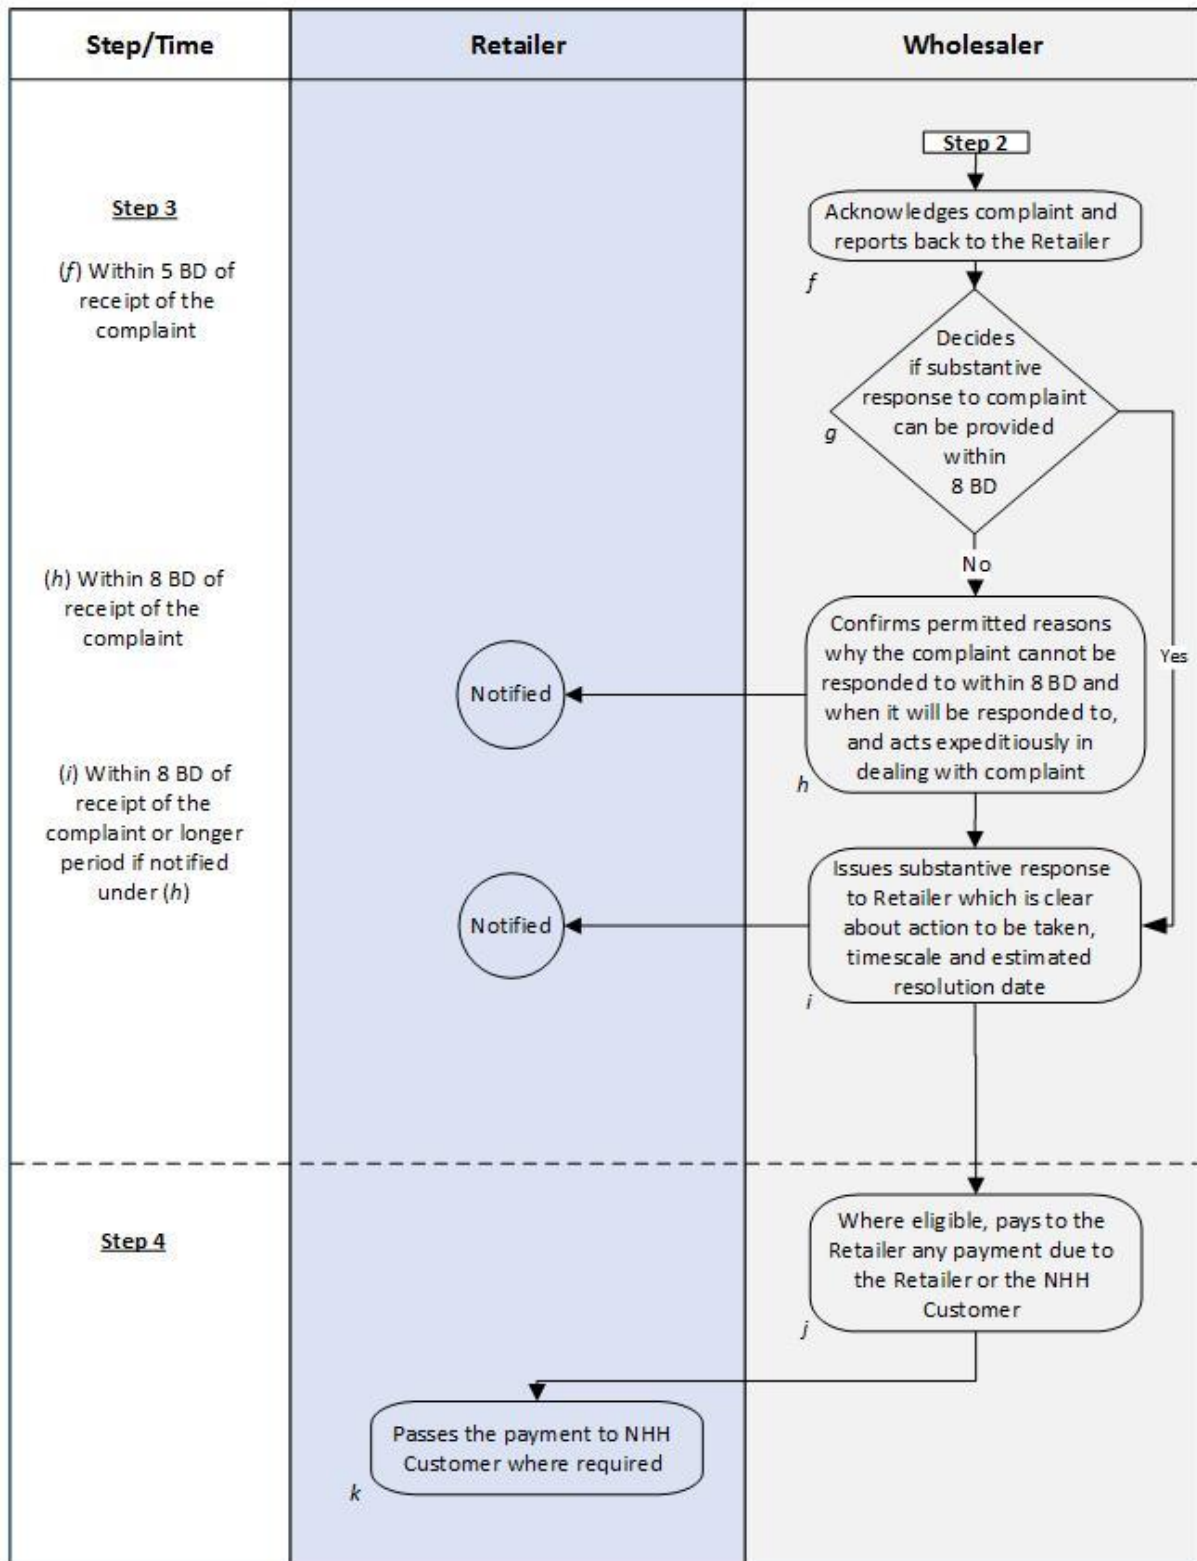 Step/Time
Retailer
Wholesaler
Step 2
Step 3
Acknowledges complaint and
reports back to the Retailer
(f) Within 5 BD of
receipt of the
complaint
f
Decides
if substantive
response to complaint
can be provided
within
8 BD
g
No
Yes
(h) Within 8 BD of
receipt of the
complaint
Notified
Confirms permitted reasons
why the complaint cannot be
responded to within 8 BD and
when it will be responded to,
and acts expeditiously in
dealing with complaint
h
(i) Within 8 BD of
receipt of the
complaint or longer
period if notified
under (h)
Notified
Issues substantive response
to Retailer which is clear
about action to be taken,
timescale and estimated
resolution date
i
Step 4
Where eligible, pays to the
Retailer any payment due to
the Retailer or the NHH
Customer
j
Passes the payment to NHH
Customer where required
k